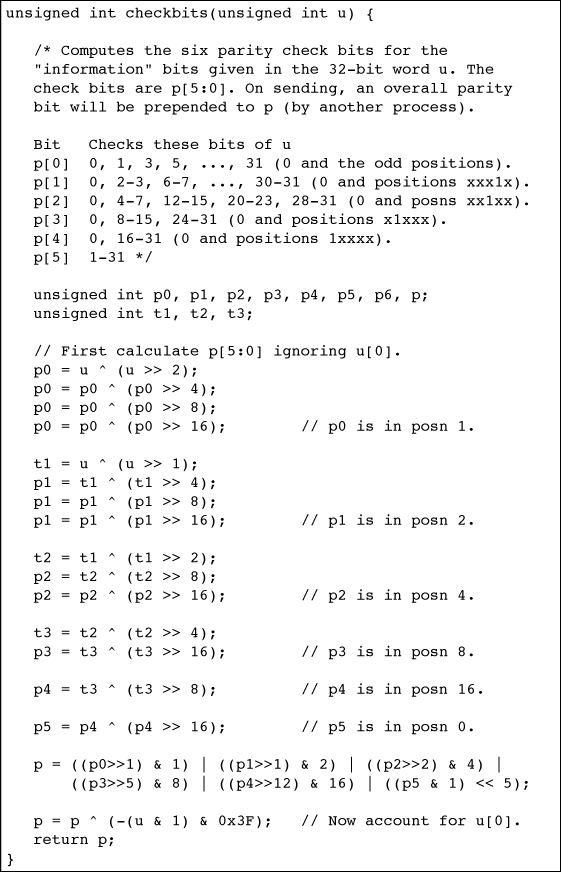 unsigned int checkbits(unsigned int u) {

   /* Computes the six parity check bits for the
   "information" bits given in the 32-bit word u. The
   check bits are p[5:0]. On sending, an overall parity
   bit will be prepended to p (by another process).

   Bit   Checks these bits of u
   p[0]  0, 1, 3, 5, ..., 31 (0 and the odd positions).
   p[1]  0, 2-3, 6-7, ..., 30-31 (0 and positions xxx1x).
   p[2]  0, 4-7, 12-15, 20-23, 28-31 (0 and posns xx1xx).
   p[3]  0, 8-15, 24-31 (0 and positions x1xxx).
   p[4]  0, 16-31 (0 and positions 1xxxx).
   p[5]  1-31 */

   unsigned int p0, p1, p2, p3, p4, p5, p6, p;
   unsigned int t1, t2, t3;

   // First calculate p[5:0] ignoring u[0].
   p0 = u ^ (u >> 2);
   p0 = p0 ^ (p0 >> 4);
   p0 = p0 ^ (p0 >> 8);
   p0 = p0 ^ (p0 >> 16);        // p0 is in posn 1.

   t1 = u ^ (u >> 1);
   p1 = t1 ^ (t1 >> 4);
   p1 = p1 ^ (p1 >> 8);
   p1 = p1 ^ (p1 >> 16);        // p1 is in posn 2.

   t2 = t1 ^ (t1 >> 2);
   p2 = t2 ^ (t2 >> 8);
   p2 = p2 ^ (p2 >> 16);        // p2 is in posn 4.

   t3 = t2 ^ (t2 >> 4);
   p3 = t3 ^ (t3 >> 16);        // p3 is in posn 8.

   p4 = t3 ^ (t3 >> 8);         // p4 is in posn 16.

   p5 = p4 ^ (p4 >> 16);        // p5 is in posn 0.

   p = ((p0>>1) & 1) | ((p1>>1) & 2) | ((p2>>2) & 4) |
       ((p3>>5) & 8) | ((p4>>12) & 16) | ((p5 & 1) << 5);

   p = p ^ (-(u & 1) & 0x3F);   // Now account for u[0].
   return p;
}